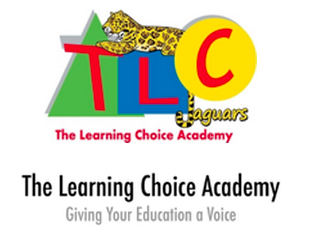 TLC
Jaguars
The Learning Choice Academy
The Learning Choice Academy
Giving Your Education a Voice